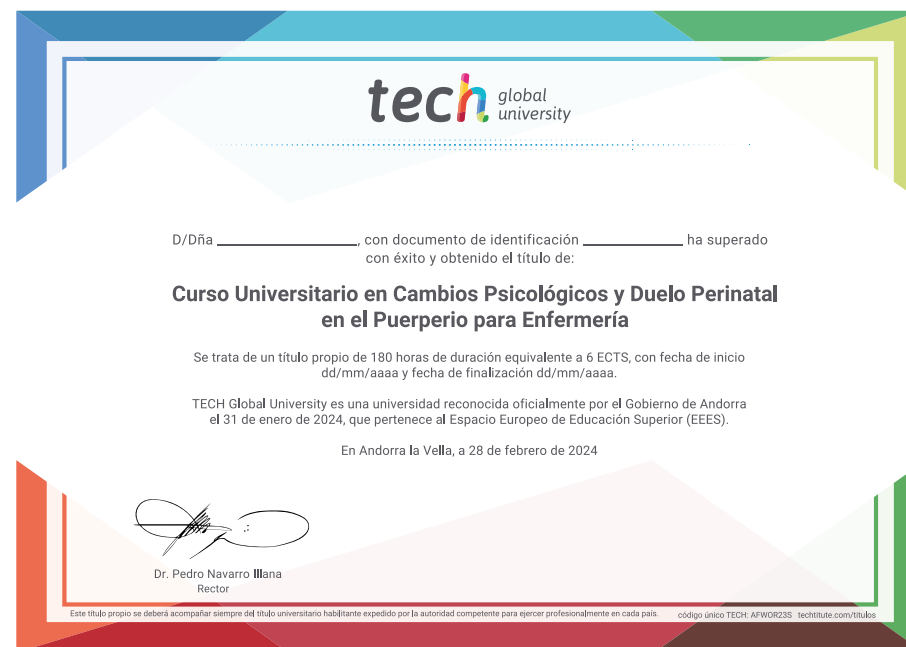 tech global university
D/Dña ____________, con documento de identificación ____________ ha superado
con éxito y obtenido el título de:
Curso Universitario en Cambios Psicológicos y Duelo Perinatal
en el Puerperio para Enfermería
Se trata de un título propio de 180 horas de duración equivalente a 6 ECTS, con fecha de inicio
dd/mm/aaaa y fecha de finalización dd/mm/aaaa.
TECH Global University es una universidad reconocida oficialmente por el Gobierno de Andorra
el 31 de enero de 2024, que pertenece al Espacio Europeo de Educación Superior (EEES).
En Andorra la Vella, a 28 de febrero de 2024
Dr. Pedro Navarro Illana
Rector
Este título propio se deberá acompañar siempre del título universitario habilitante expedido por la autoridad competente para ejercer profesionalmente en cada país.
código único TECH: AFWOR23S techtitute.com/titulos